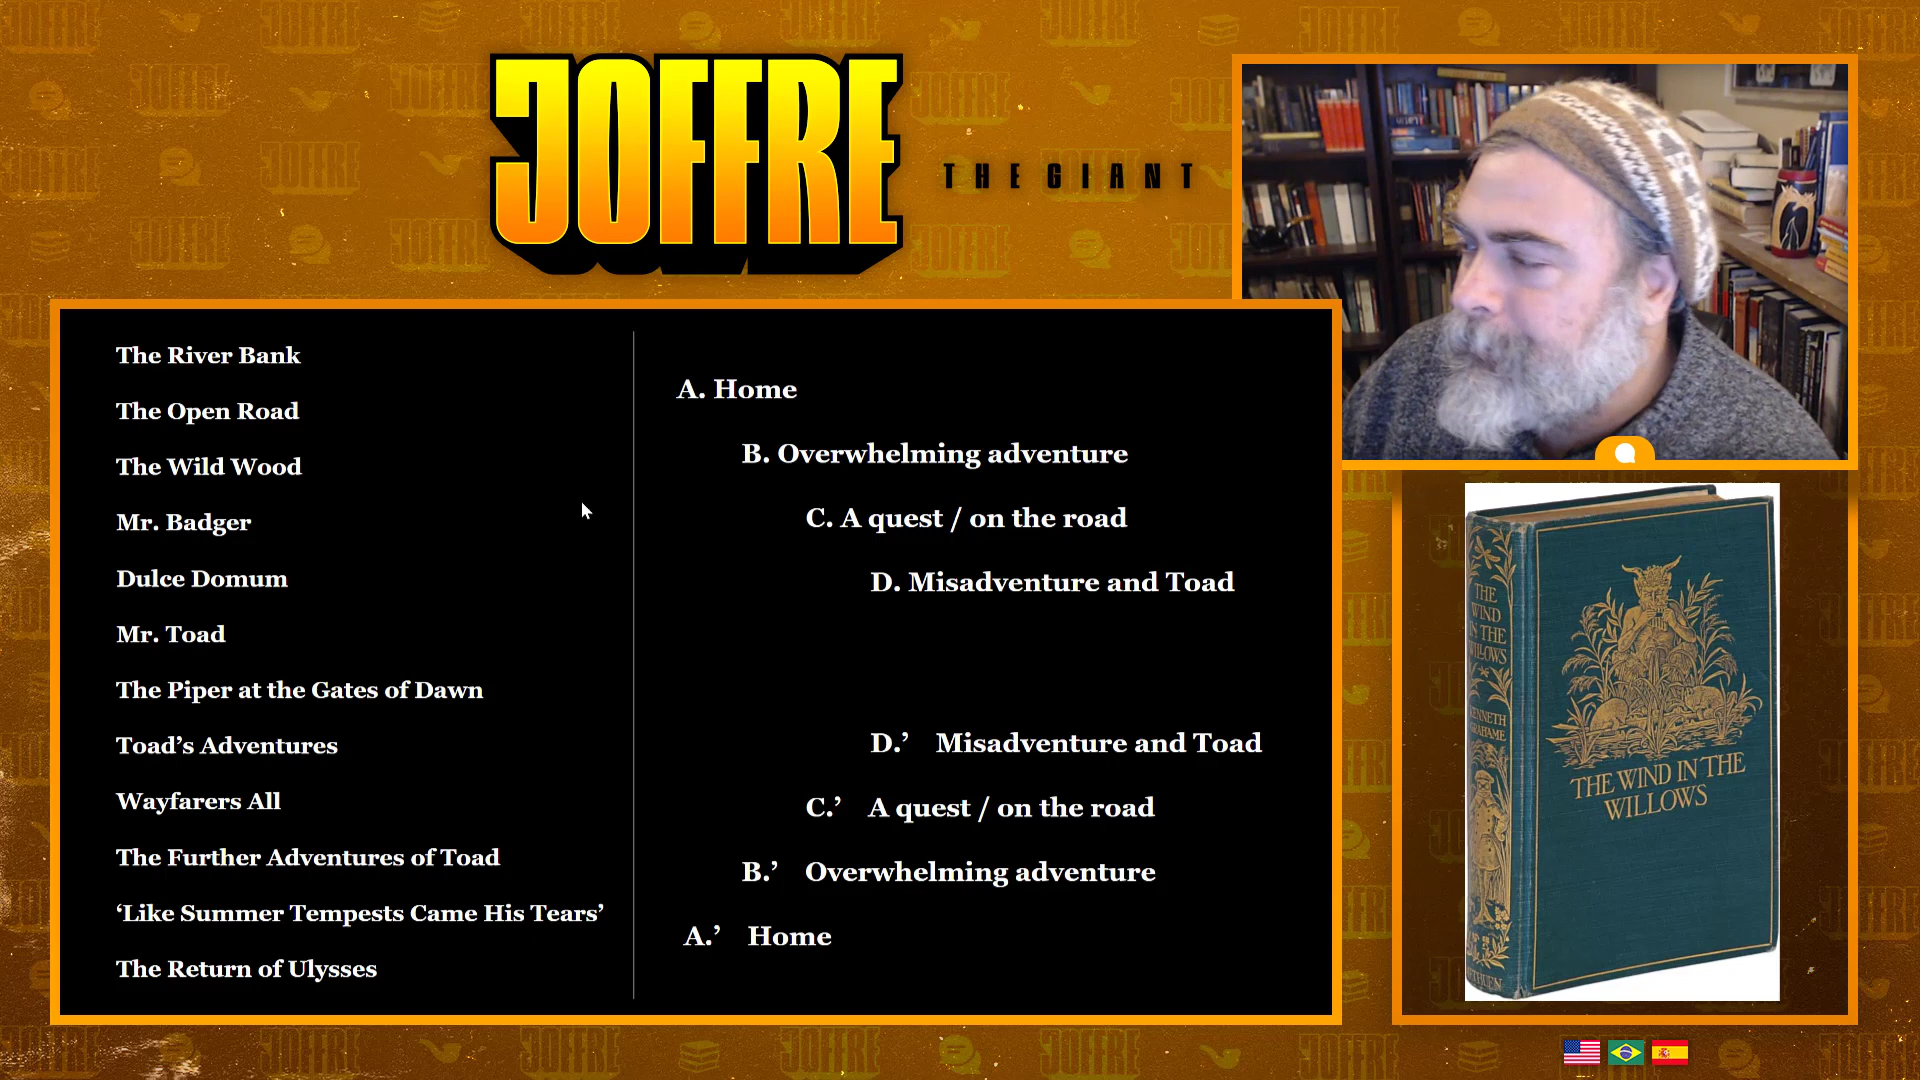 JOFFRE
THE GIANT
The River Bank
The Open Road
The Wild Wood
Mr. Badger
Dulce Domum
Mr. Toad
The Piper at the Gates of Dawn
Toad’s Adventures
Wayfarers All
The Further Adventures of Toad
‘Like Summer Tempests Came His Tears’
The Return of Ulysses
A. Home
B. Overwhelming adventure
C. A quest / on the road
D. Misadventure and Toad
D.’ Misadventure and Toad
C.’ A quest / on the road
B.’ Overwhelming adventure
A.’ Home
THE
WIND
IN THE
WILLOWS
KENNETH
GRAHAME
METHUEN
THE WIND IN THE
WILLOWS